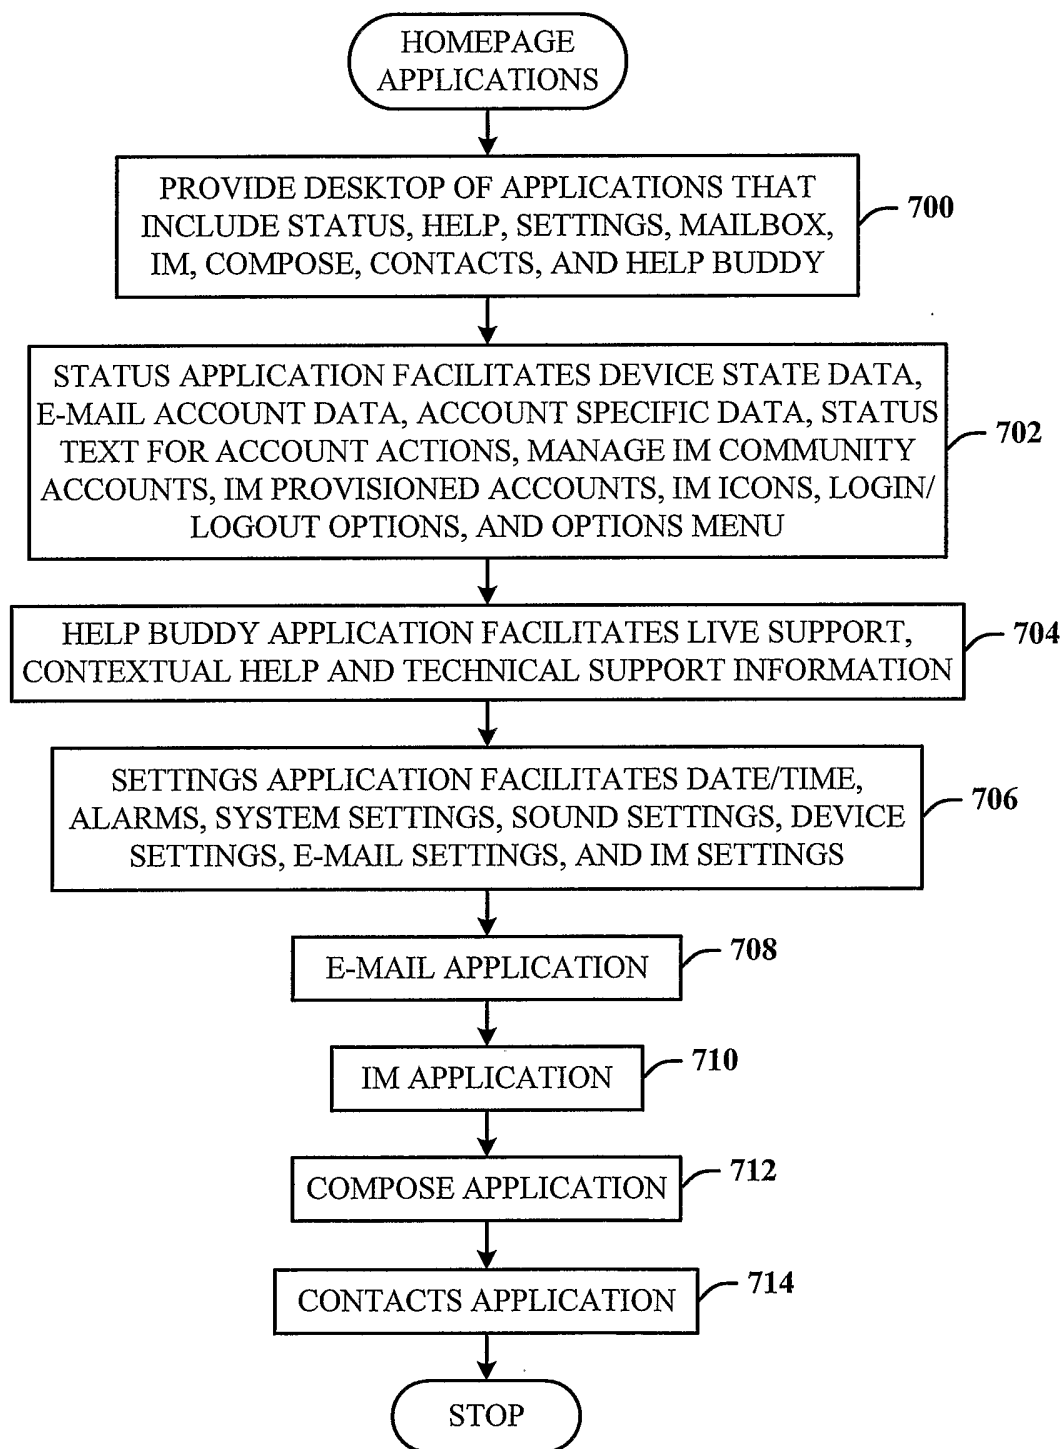 HOMEPAGE
APPLICATIONS
PROVIDE DESKTOP OF APPLICATIONS THAT
INCLUDE STATUS, HELP, SETTINGS, MAILBOX,
IM, COMPOSE, CONTACTS, AND HELP BUDDY
700
STATUS APPLICATION FACILITATES DEVICE STATE DATA,
E-MAIL ACCOUNT DATA, ACCOUNT SPECIFIC DATA, STATUS
TEXT FOR ACCOUNT ACTIONS, MANAGE IM COMMUNITY
ACCOUNTS, IM PROVISIONED ACCOUNTS, IM ICONS, LOGIN/
LOGOUT OPTIONS, AND OPTIONS MENU
702
HELP BUDDY APPLICATION FACILITATES LIVE SUPPORT,
CONTEXTUAL HELP AND TECHNICAL SUPPORT INFORMATION
704
SETTINGS APPLICATION FACILITATES DATE/TIME,
ALARMS, SYSTEM SETTINGS, SOUND SETTINGS, DEVICE
SETTINGS, E-MAIL SETTINGS, AND IM SETTINGS
706
E-MAIL APPLICATION
708
IM APPLICATION
710
COMPOSE APPLICATION
712
CONTACTS APPLICATION
714
STOP